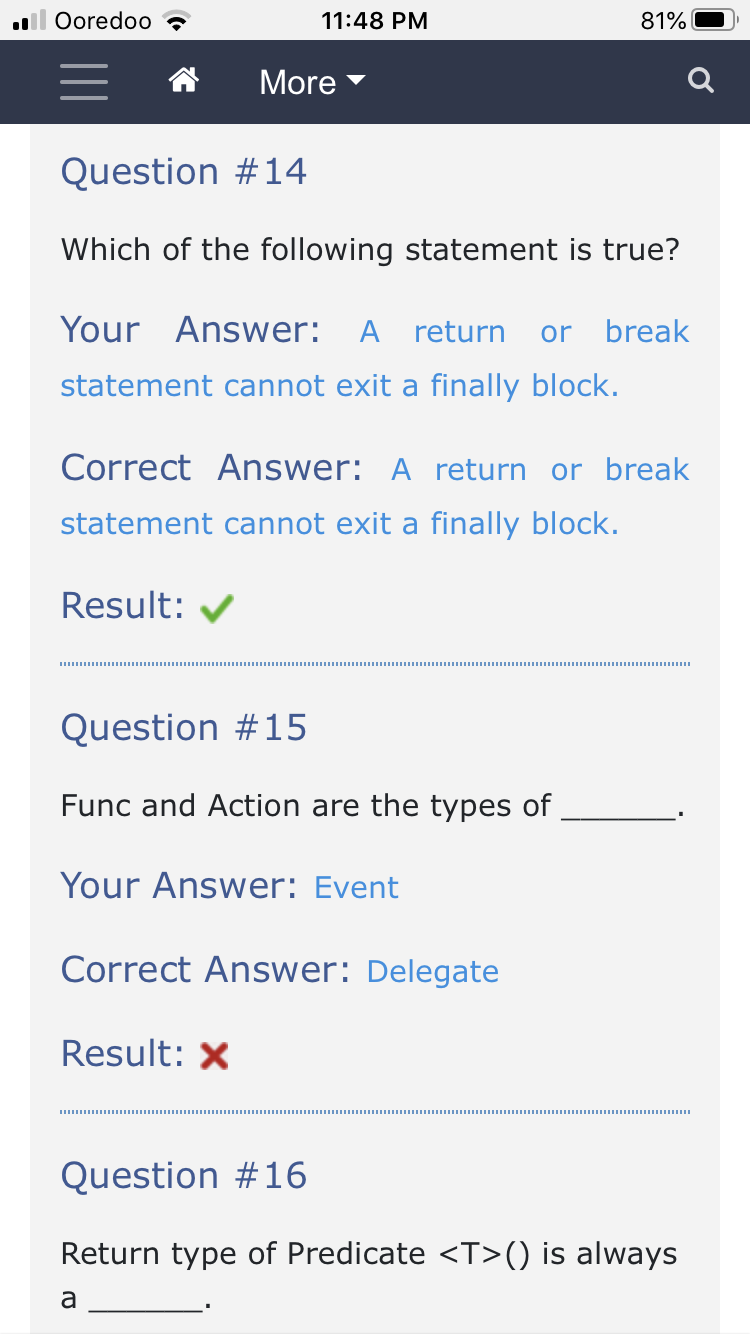 Ooredoo 11:48 PM 81%
More
Question #14
Which of the following statement is true?
Your Answer: A return or break
statement cannot exit a finally block.
Correct Answer: A return or break
statement cannot exit a finally block.
Result:
Question #15
Func and Action are the types of ______.
Your Answer: Event
Correct Answer: Delegate
Result:
Question #16
Return type of Predicate <T>() is always
a ______.